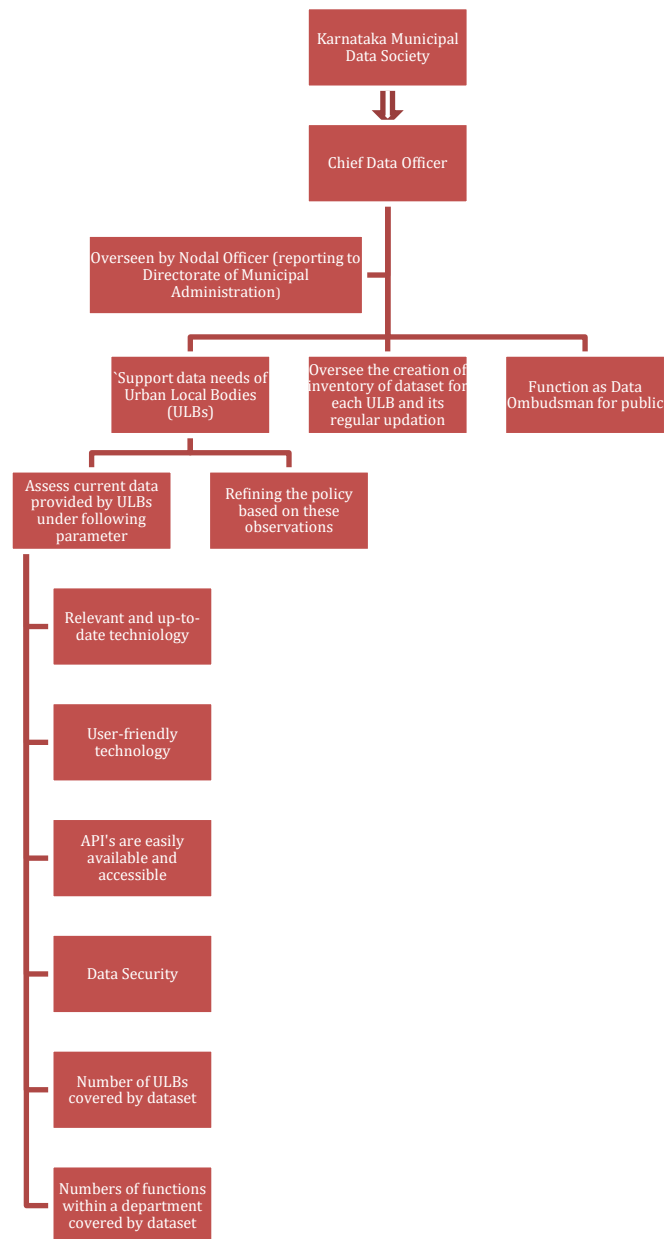 Karnataka Municipal
Data Society
Chief Data Officer
Overseen by Nodal Officer (reporting to
Directorate of Municipal
Administration)
`Support data needs of
Urban Local Bodies
(ULBs)
Oversee the creation of
inventory of dataset for
each ULB and its
regular updation
Function as Data
Ombudsman for public
Assess current data
provided by ULBs
under following
parameter
Refining the policy
based on these
observations
Relevant and up-to-
date techniology
User-friendly
technology
API's are easily
available and
accessible
Data Security
Number of ULBs
covered by dataset
Numbers of functions
within a department
covered by dataset